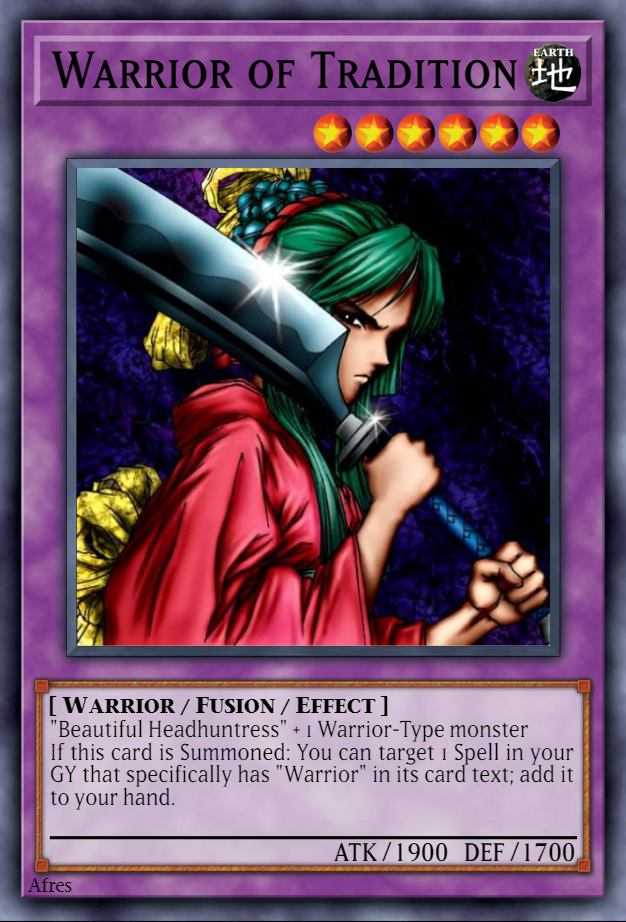 Warrior of Tradition
EARTH
地
[ Warrior / Fusion / Effect ]
"Beautiful Headhuntress" + 1 Warrior-Type monster
If this card is Summoned: You can target 1 Spell in your
GY that specifically has "Warrior" in its card text; add it
to your hand.
ATK / 1900 DEF / 1700
Afres